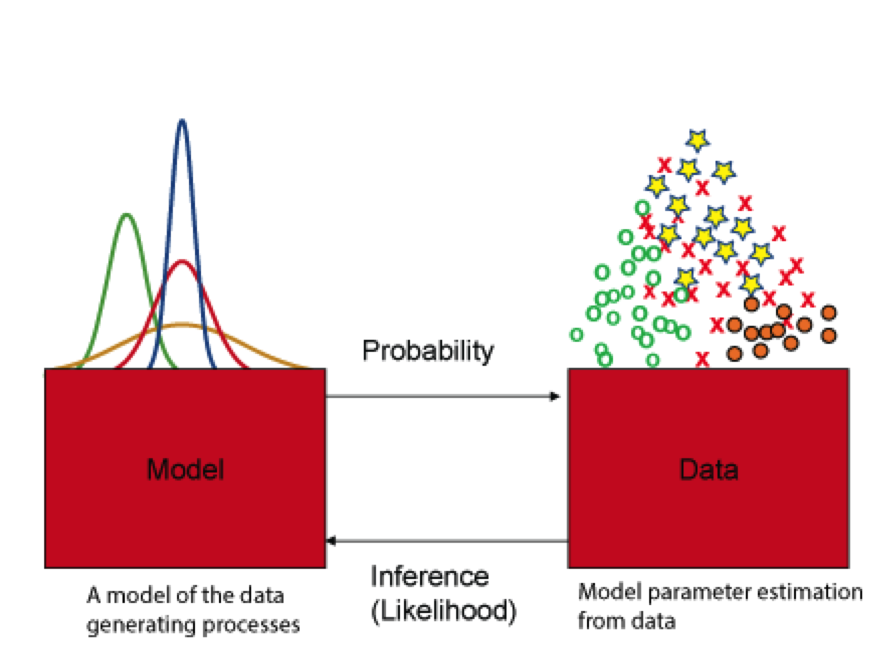 Probability
Model
Data
Inference
(Likelihood)
A model of the data
generating processes
Model parameter estimation
from data